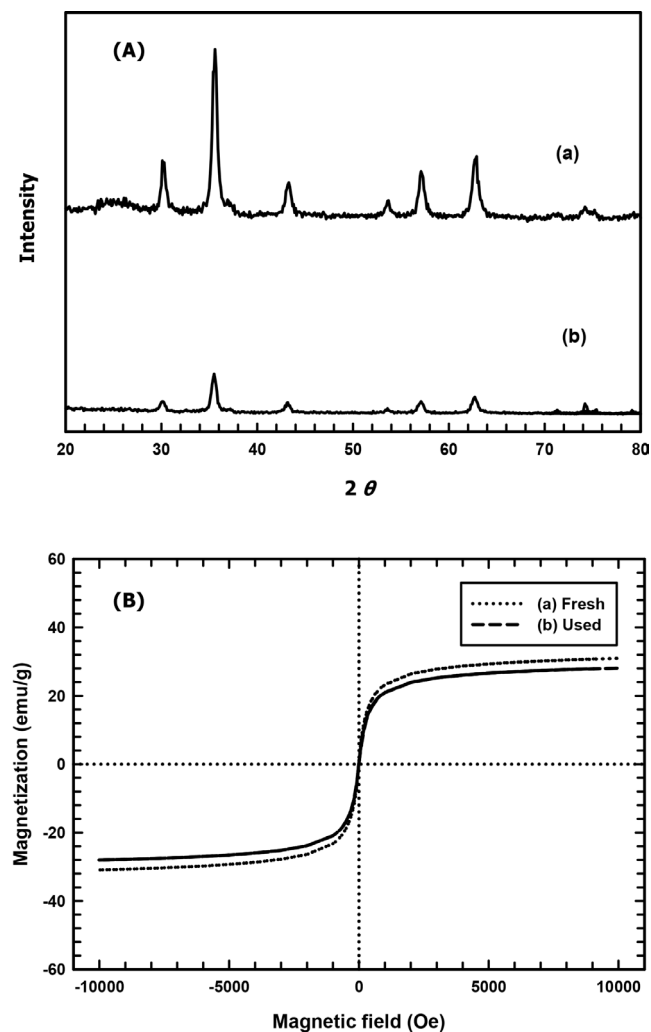 (A)
(a)
Intensity
(b)
20 30 40 50 60 70 80
2 θ
60
(B)
(a) Fresh
(b) Used
40
20
Magnetization (emu/g)
0
-20
-40
-60
-10000 -5000 0 5000 10000
Magnetic field (Oe)